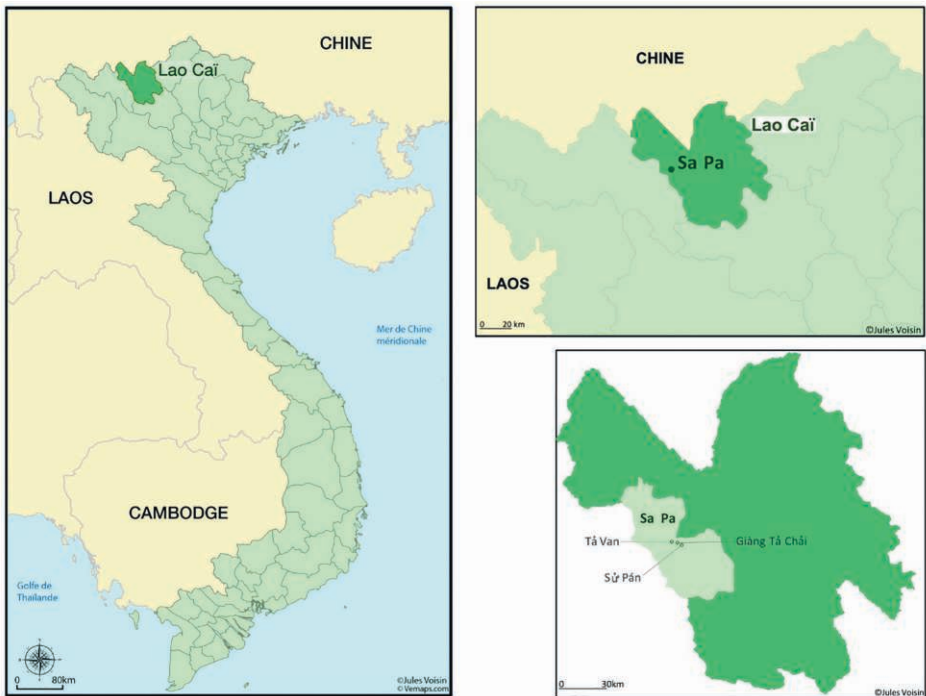 CHINE
Lao Caï
LAOS
Mer de Chine
méridionale
CAMBODGE
Golfe de
Thaïlande
0 80km
©Jules Voisin
© Vemaps.com
CHINE
Lao Caï
Sa Pa
LAOS
0 20 km
©Jules Voisin
Sa Pa
Tả Van
Giàng Tả Chải
Sử Pán
0 30km
©Jules Voisin